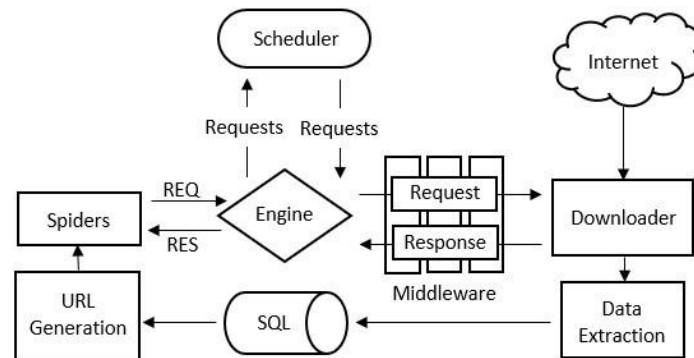 Scheduler
Internet
Requests Requests
REQ
Request
Spiders
Engine
Downloader
RES
Response
URL
Generation
SQL
Middleware
Data
Extraction